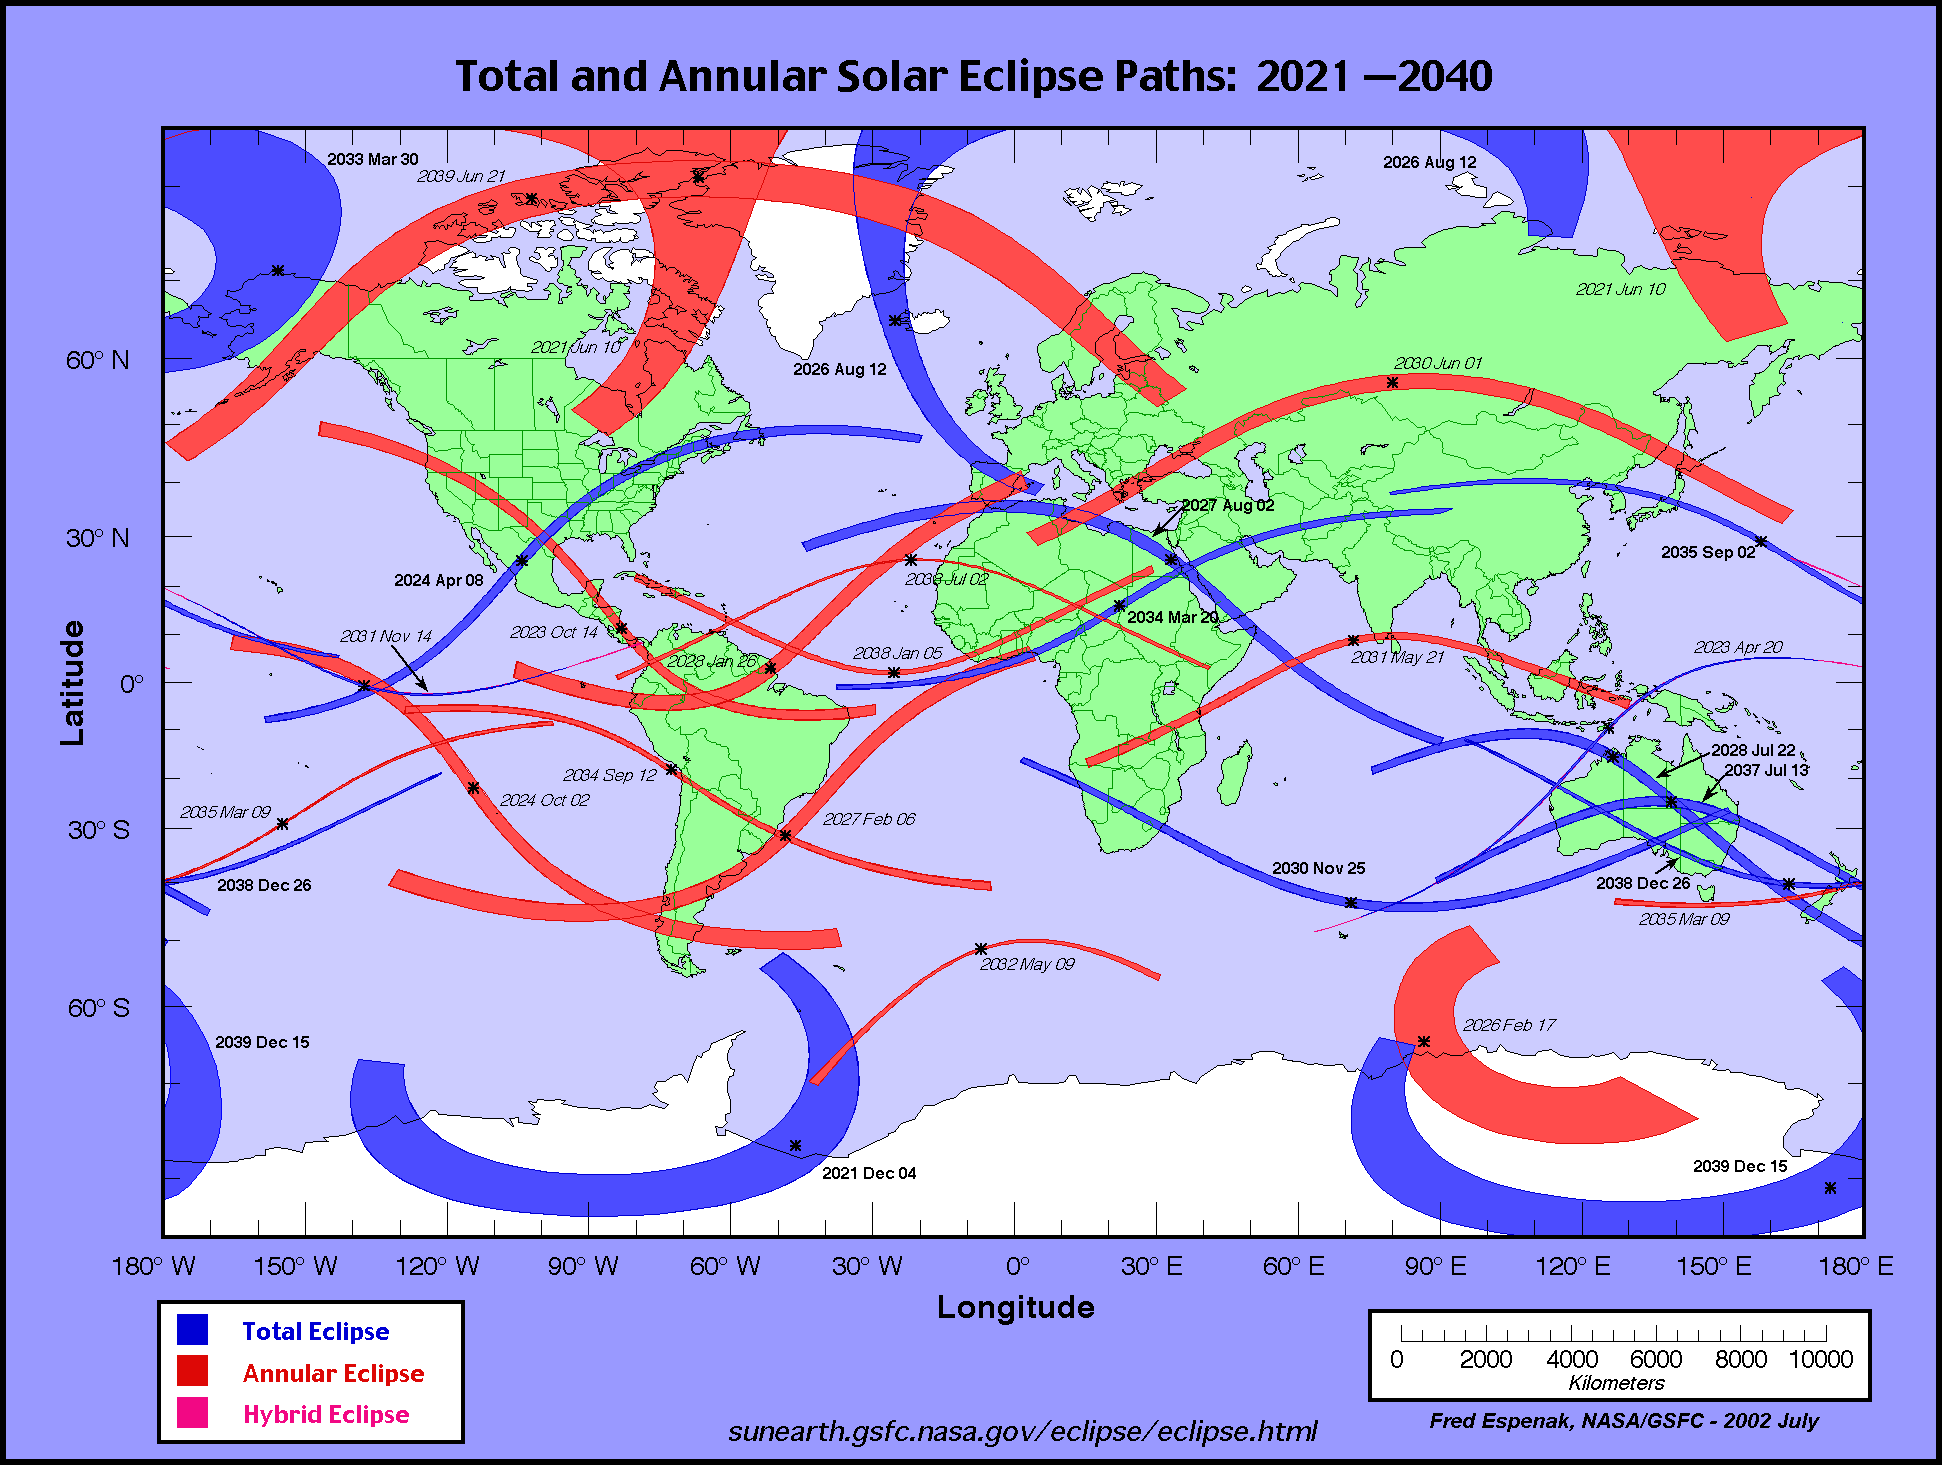 Total and Annular Solar Eclipse Paths: 2021 —2040
2033 Mar 30
2039 Jun 21
2026 Aug 12
2021 Jun 10
2021 Jun 10
2026 Aug 12
2030 Jun 01
60° N
2027 Aug 02
30° N
2035 Sep 02
2024 Apr 08
2038 Jul 02
2034 Mar 20
2031 Nov 14
2023 Oct 14
2028 Jan 26
2038 Jan 05
2031 May 21
2023 Apr 20
0°
Latitude
2028 Jul 22
2037 Jul 13
2034 Sep 12
2024 Oct 02
2035 Mar 09
2027 Feb 06
30° S
2030 Nov 25
2038 Dec 26
2038 Dec 26
2035 Mar 09
2032 May 09
60° S
2026 Feb 17
2039 Dec 15
2021 Dec 04
2039 Dec 15
180° W 150° W 120° W 90° W 60° W 30° W 0° 30° E 60° E 90° E 120° E 150° E 180° E
Longitude
Total Eclipse
Annular Eclipse
Hybrid Eclipse
0 2000 4000 6000 8000 10000
Kilometers
sunearth.gsfc.nasa.gov/eclipse/eclipse.html
Fred Espenak, NASA/GSFC - 2002 July